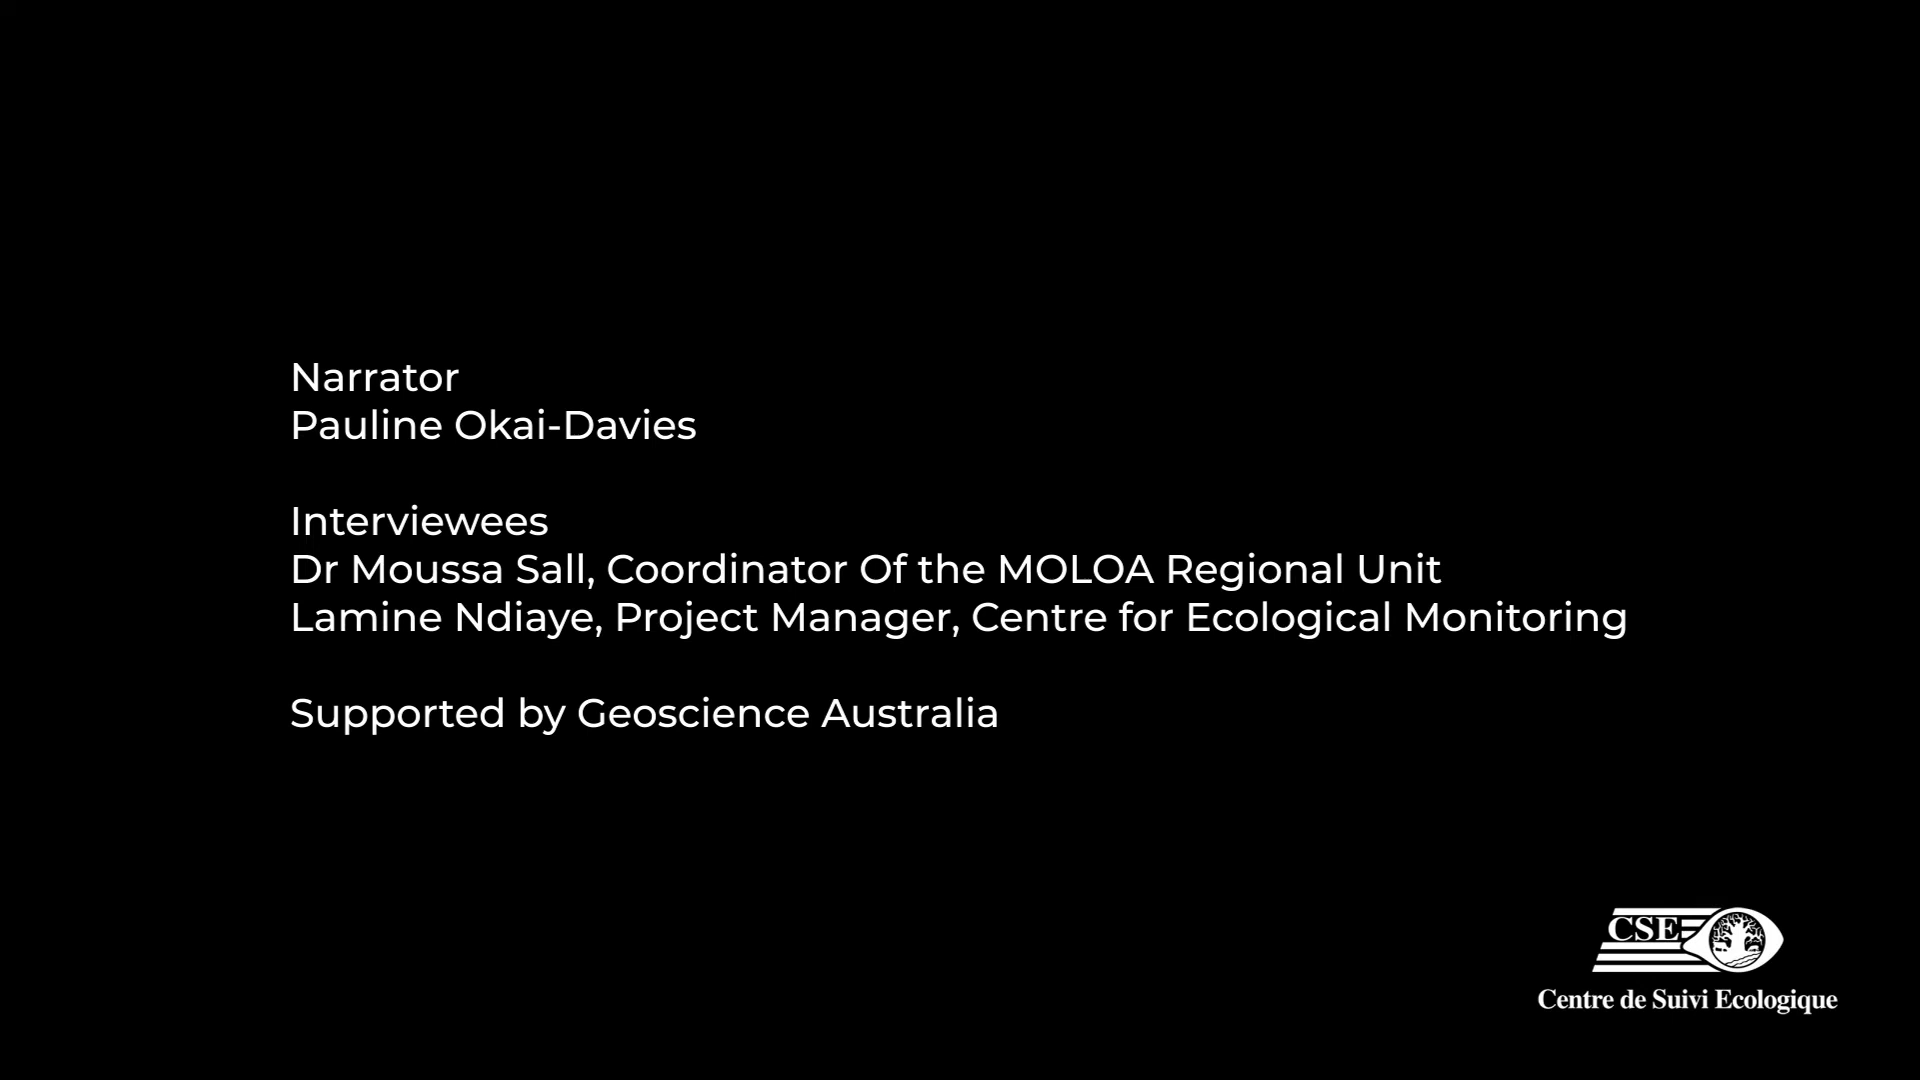 Narrator
Pauline Okai-Davies
Interviewees
Dr Moussa Sall, Coordinator Of the MOLOA Regional Unit
Lamine Ndiaye, Project Manager, Centre for Ecological Monitoring
Supported by Geoscience Australia
CSE
Centre de Suivi Ecologique